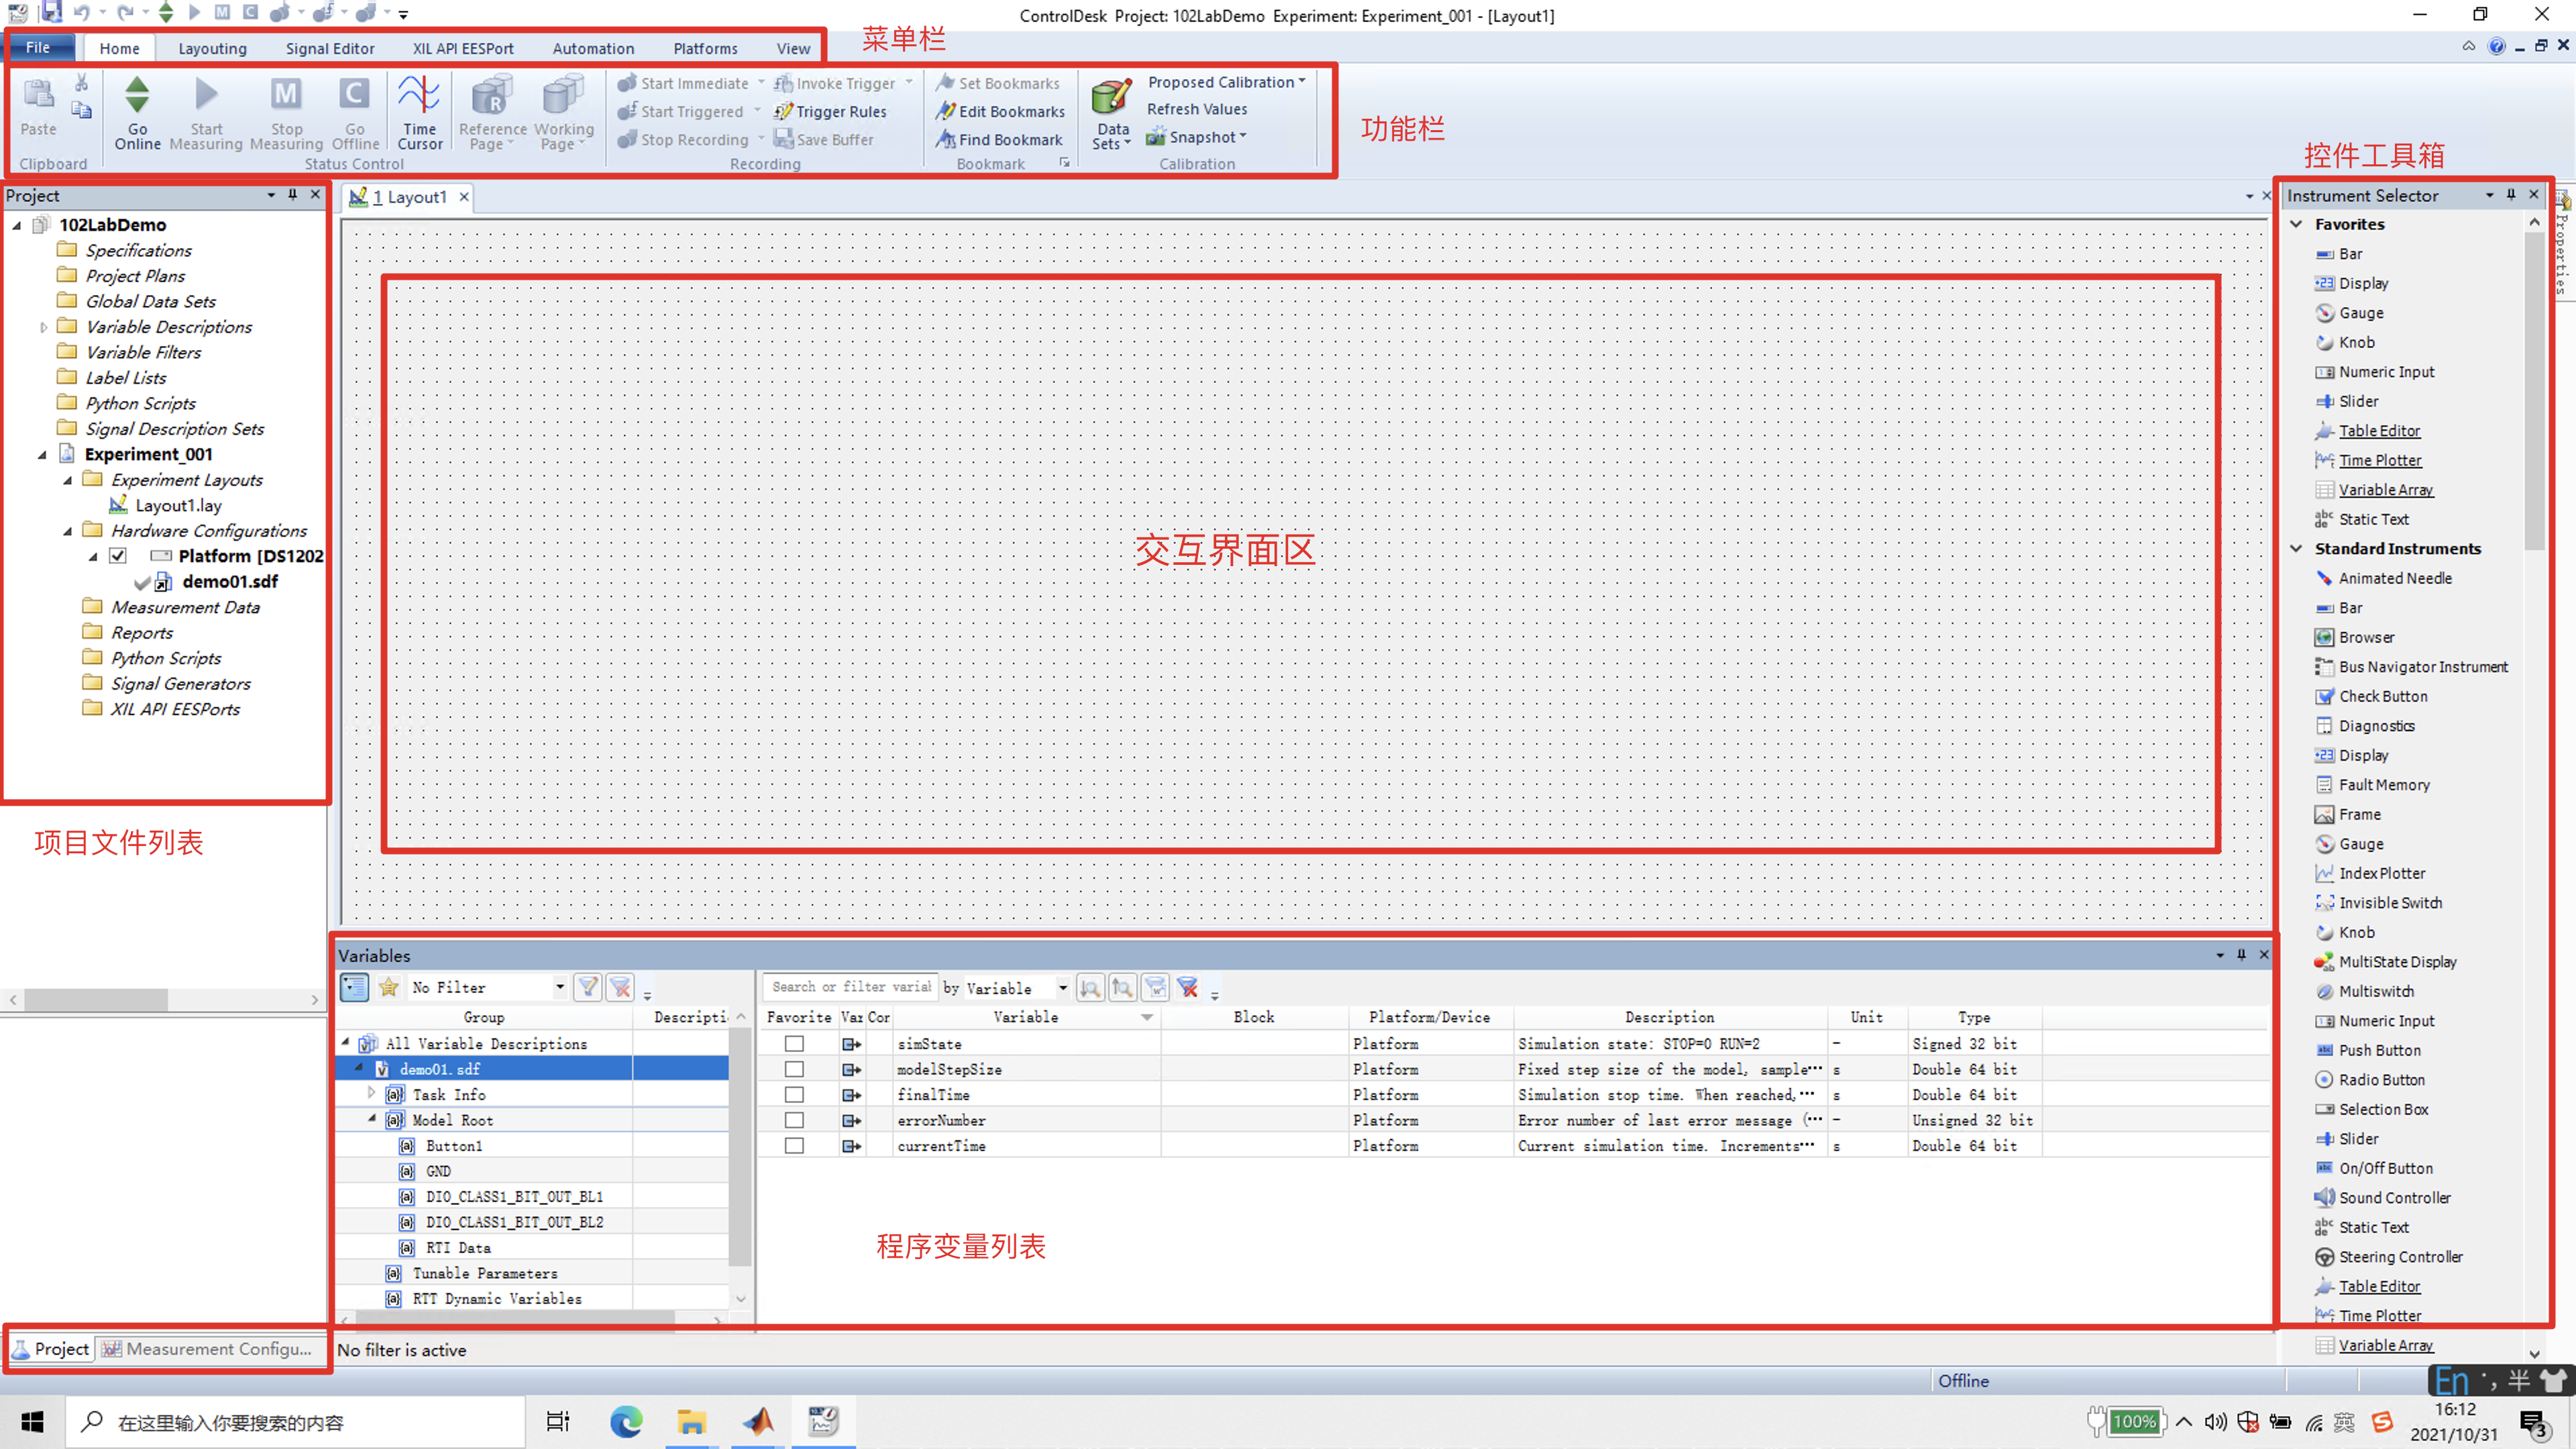 ControlDesk Project: 102LabDemo Experiment: Experiment_001 - [Layout1]
File Home Layouting Signal Editor XIL API EESPort Automation Platforms View
菜单栏
Paste
Clipboard
Go Online
Start Measuring
Stop Measuring
Go Offline
Status Control
Time Cursor
Reference Page
Working Page
Start Immediate
Start Triggered
Stop Recording
Invoke Trigger
Trigger Rules
Save Buffer
Recording
Set Bookmarks
Edit Bookmarks
Find Bookmark
Bookmark
Data Sets
Proposed Calibration
Refresh Values
Snapshot
Calibration
功能栏
控件工具箱
Project
102LabDemo
Specifications
Project Plans
Global Data Sets
Variable Descriptions
Variable Filters
Label Lists
Python Scripts
Signal Description Sets
Experiment_001
Experiment Layouts
Layout1.lay
Hardware Configurations
Platform [DS1202
demo01.sdf
Measurement Data
Reports
Python Scripts
Signal Generators
XIL API EESPorts
项目文件列表
1 Layout1
交互界面区
Instrument Selector
Properties
Favorites
Bar
Display
Gauge
Knob
Numeric Input
Slider
Table Editor
Time Plotter
Variable Array
Static Text
Standard Instruments
Animated Needle
Bar
Browser
Bus Navigator Instrument
Check Button
Diagnostics
Display
Fault Memory
Frame
Gauge
Index Plotter
Invisible Switch
Knob
MultiState Display
Multiswitch
Numeric Input
Push Button
Radio Button
Selection Box
Slider
On/Off Button
Sound Controller
Static Text
Steering Controller
Table Editor
Time Plotter
Variable Array
Variables
No Filter
Search or filter varial by Variable
Group Descripti
All Variable Descriptions
demo01.sdf
Task Info
Model Root
Button1
GND
DIO_CLASS1_BIT_OUT_BL1
DIO_CLASS1_BIT_OUT_BL2
RTI Data
Tunable Parameters
RTT Dynamic Variables
Favorite Var Cor Variable Block Platform/Device Description Unit Type
simState Platform Simulation state: STOP=0 RUN=2 - Signed 32 bit
modelStepSize Platform Fixed step size of the model, sample… s Double 64 bit
finalTime Platform Simulation stop time. When reached,… s Double 64 bit
errorNumber Platform Error number of last error message (… - Unsigned 32 bit
currentTime Platform Current simulation time. Increments… s Double 64 bit
程序变量列表
Project Measurement Configu...
No filter is active
Offline
En 半
在这里输入你要搜索的内容
100%
英
16:12
2021/10/31
3